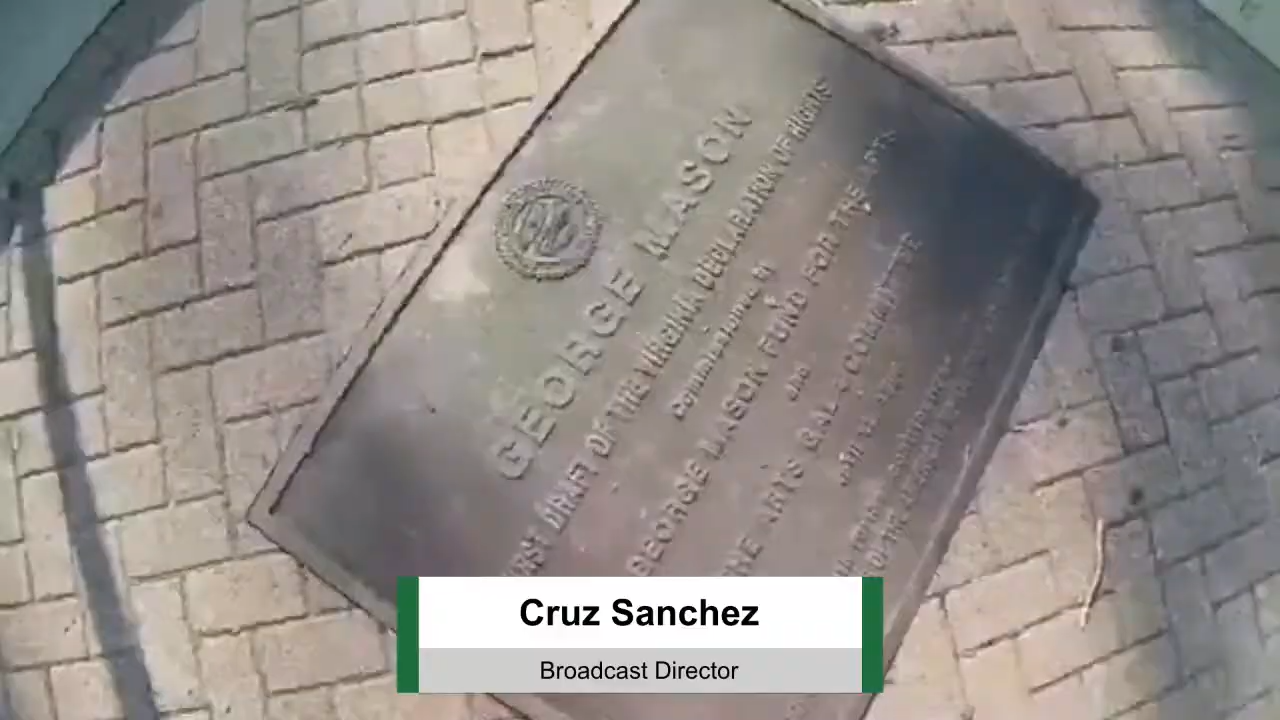 GEORGE MASON
FIRST DRAFT OF THE VIRGINIA DECLARATION OF RIGHTS
Commissioned by
GEORGE MASON FUND FOR THE ARTS
and
THE ARTS GALA COMMITTEE
Cruz Sanchez
Broadcast Director